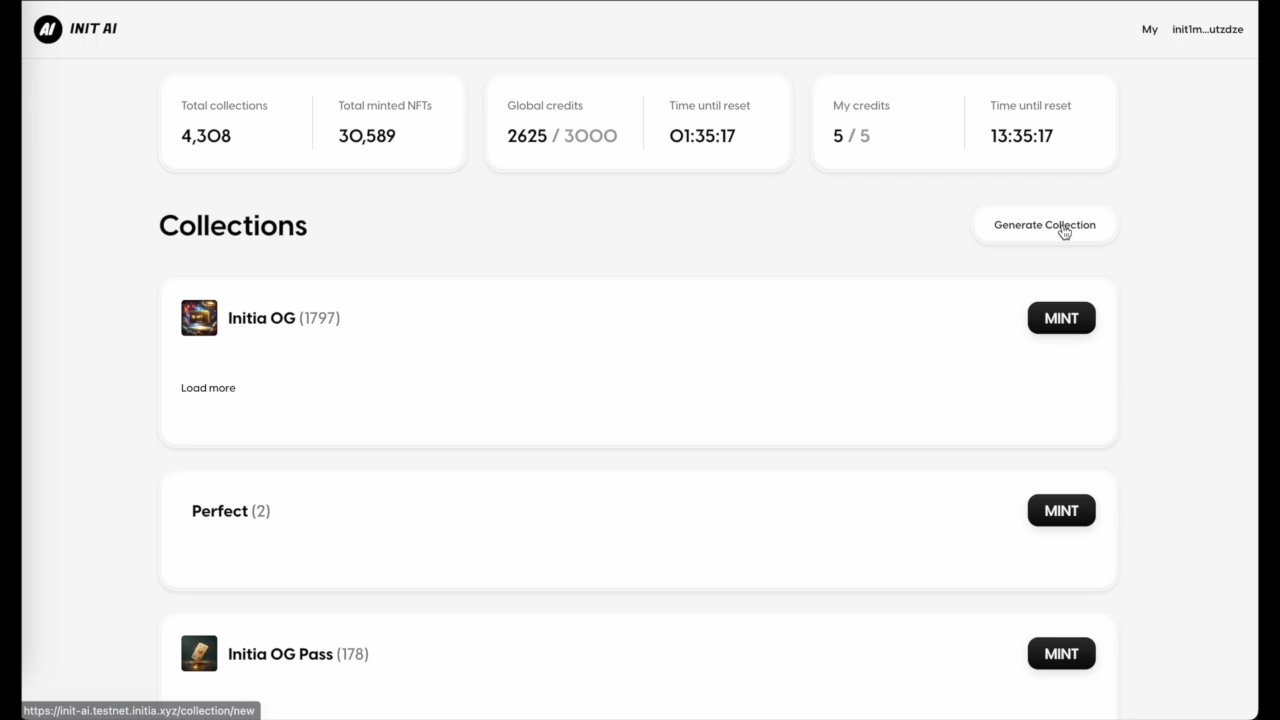 AI INIT AI
My init1m...utzdze
Total collections
4,308
Total minted NFTs
30,589
Global credits
2625 / 3000
Time until reset
01:35:17
My credits
5 / 5
Time until reset
13:35:17
Collections
Generate Collection
Initia OG (1797)
MINT
Load more
Perfect (2)
MINT
Initia OG Pass (178)
MINT
https://init-ai.testnet.initia.xyz/collection/new